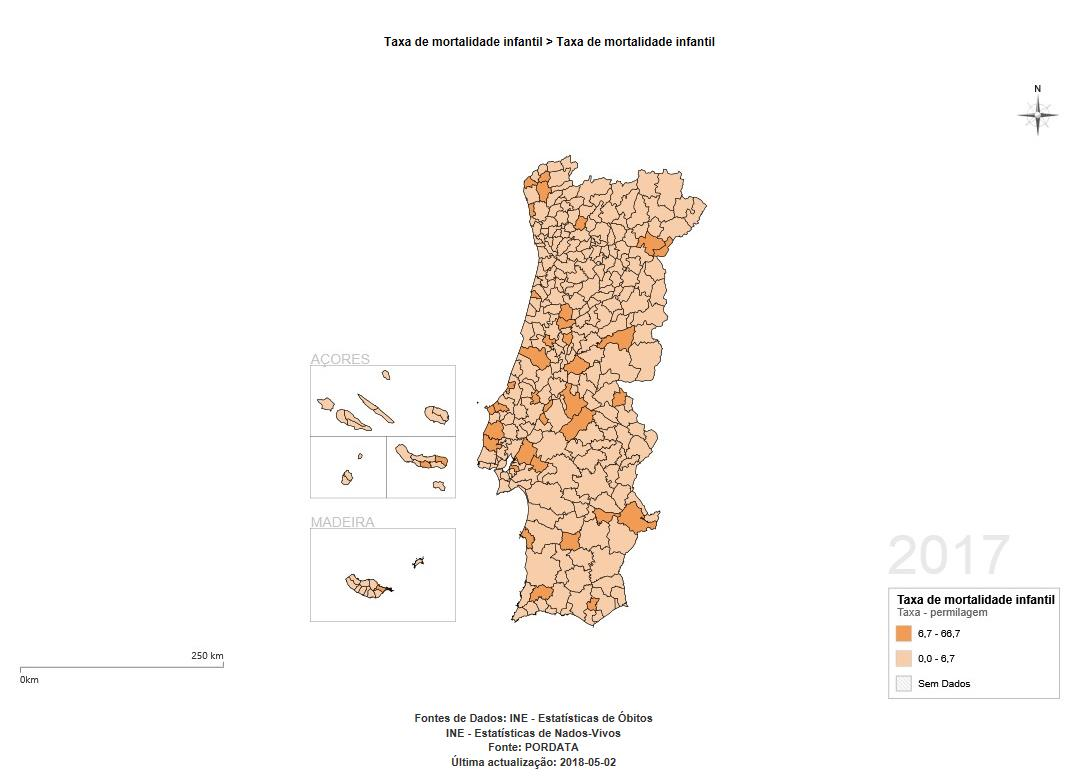 Taxa de mortalidade infantil > Taxa de mortalidade infantil
N
AÇORES
MADEIRA
2017
Taxa de mortalidade infantil
Taxa - permilagem
6,7 - 66,7
0,0 - 6,7
Sem Dados
250 km
0km
Fontes de Dados: INE - Estatísticas de Óbitos
INE - Estatísticas de Nados-Vivos
Fonte: PORDATA
Última actualização: 2018-05-02